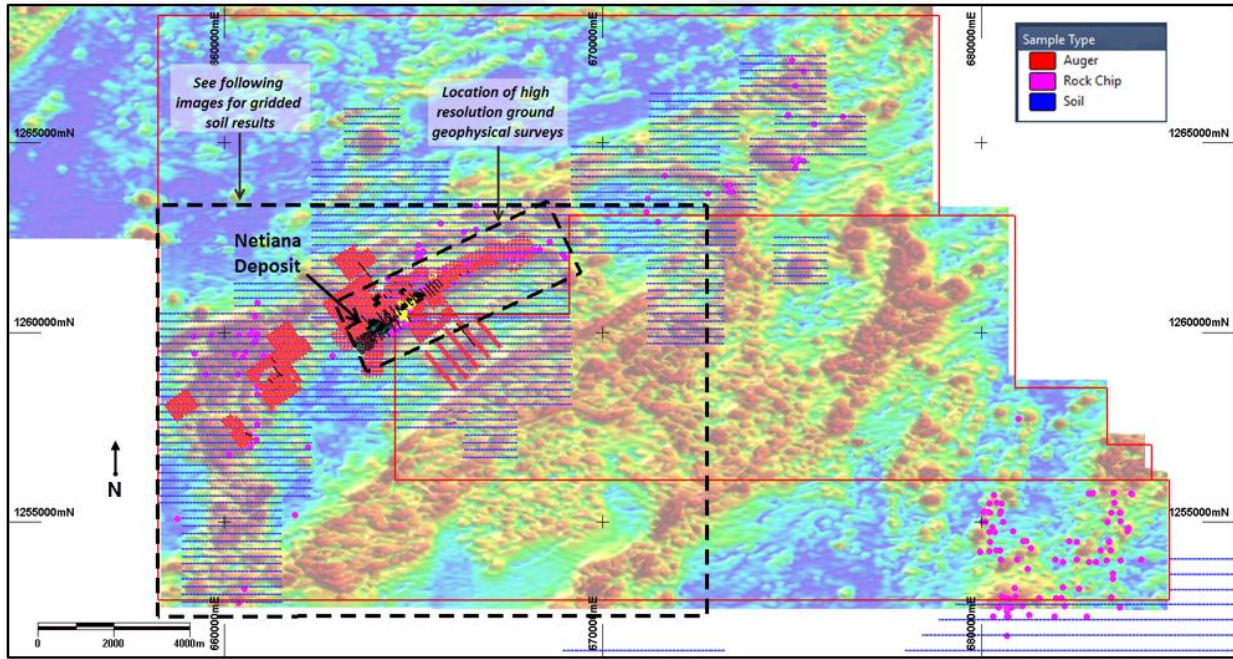 660000mE
670000mE
680000mE
Sample Type
Auger
Rock Chip
Soil
See following
images for gridded
soil results
Location of high
resolution ground
geophysical surveys
1265000mN
1265000mN
Netiana
Deposit
1260000mN
1260000mN
N
1255000mN
1255000mN
0
2000
4000m
660000mE
670000mE
680000mE